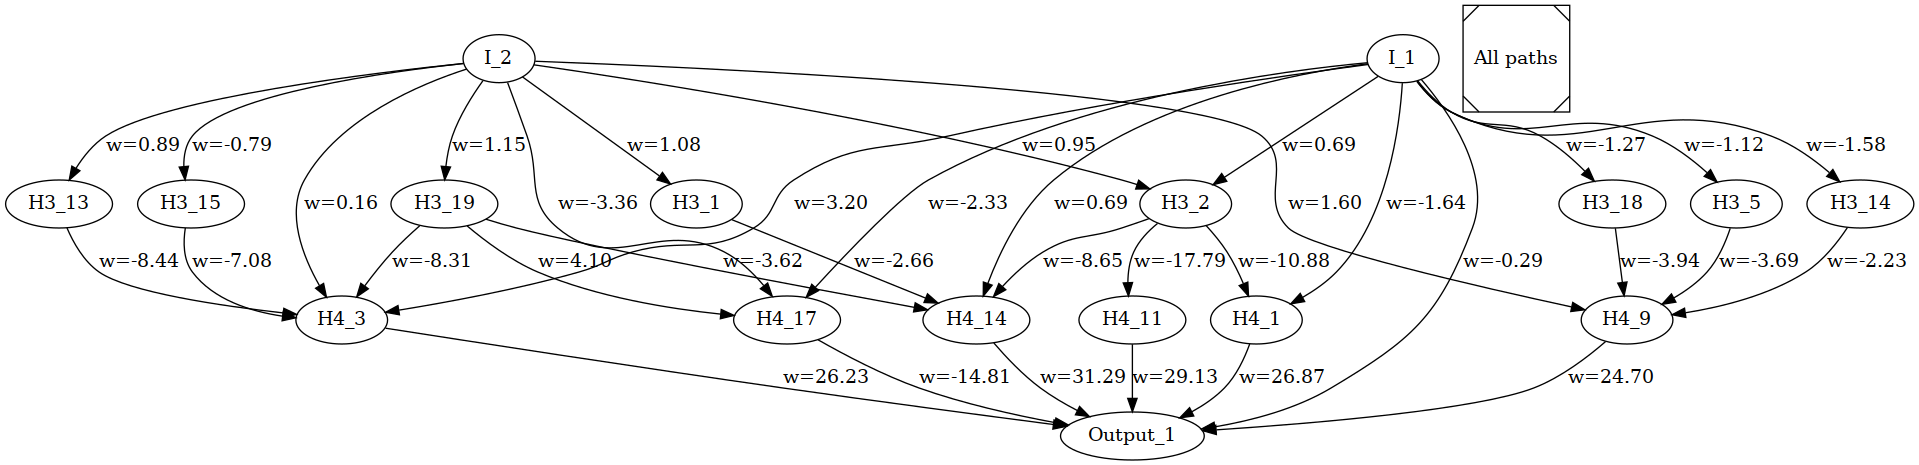 I_2
I_1
All paths
w=0.89
w=-0.79
w=1.15
w=1.08
w=0.95
w=0.69
w=-1.27
w=-1.12
w=-1.58
H3_13
H3_15
w=0.16
H3_19
w=-3.36
H3_1
w=3.20
w=-2.33
w=0.69
H3_2
w=1.60
w=-1.64
H3_18
H3_5
H3_14
w=-8.44
w=-7.08
w=-8.31
w=4.10
w=-3.62
w=-2.66
w=-8.65
w=-17.79
w=-10.88
w=-0.29
w=-3.94
w=-3.69
w=-2.23
H4_3
H4_17
H4_14
H4_11
H4_1
H4_9
w=26.23
w=-14.81
w=31.29
w=29.13
w=26.87
w=24.70
Output_1